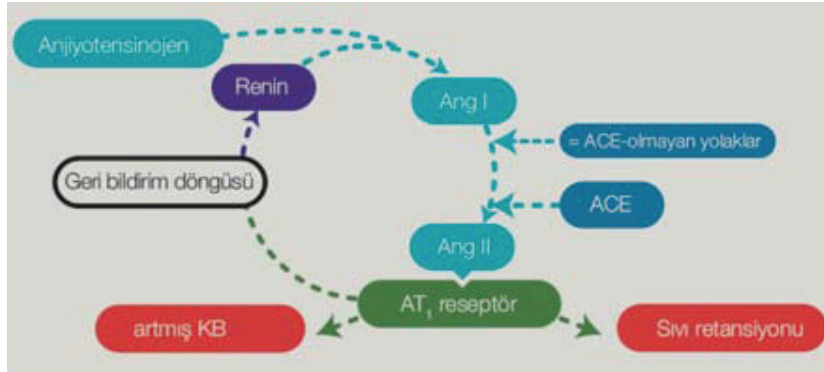 Anjiyotensinojen
Renin
Ang I
= ACE-olmayan yolaklar
Geri bildirim döngüsü
ACE
Ang II
AT₁ reseptör
artmış KB
Sıvı retansiyonu